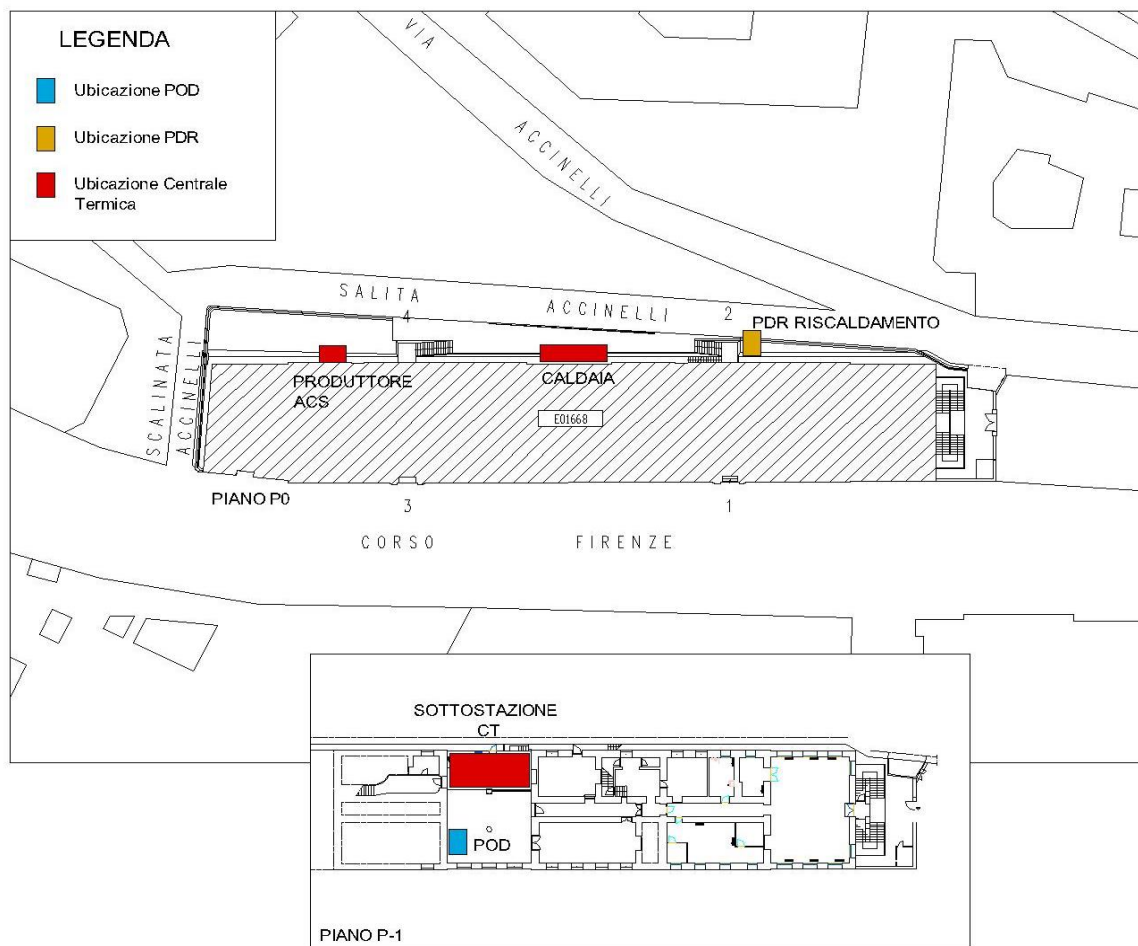 LEGENDA
Ubicazione POD
Ubicazione PDR
Ubicazione Centrale
Termica
VIA ACCINELLI
SALITA ACCINELLI
4
2
PDR RISCALDAMENTO
SCALINATA
ACCINELLI
PRODUTTORE
ACS
CALDAIA
E01668
PIANO P0
3
1
CORSO FIRENZE
SOTTOSTAZIONE
CT
POD
PIANO P-1